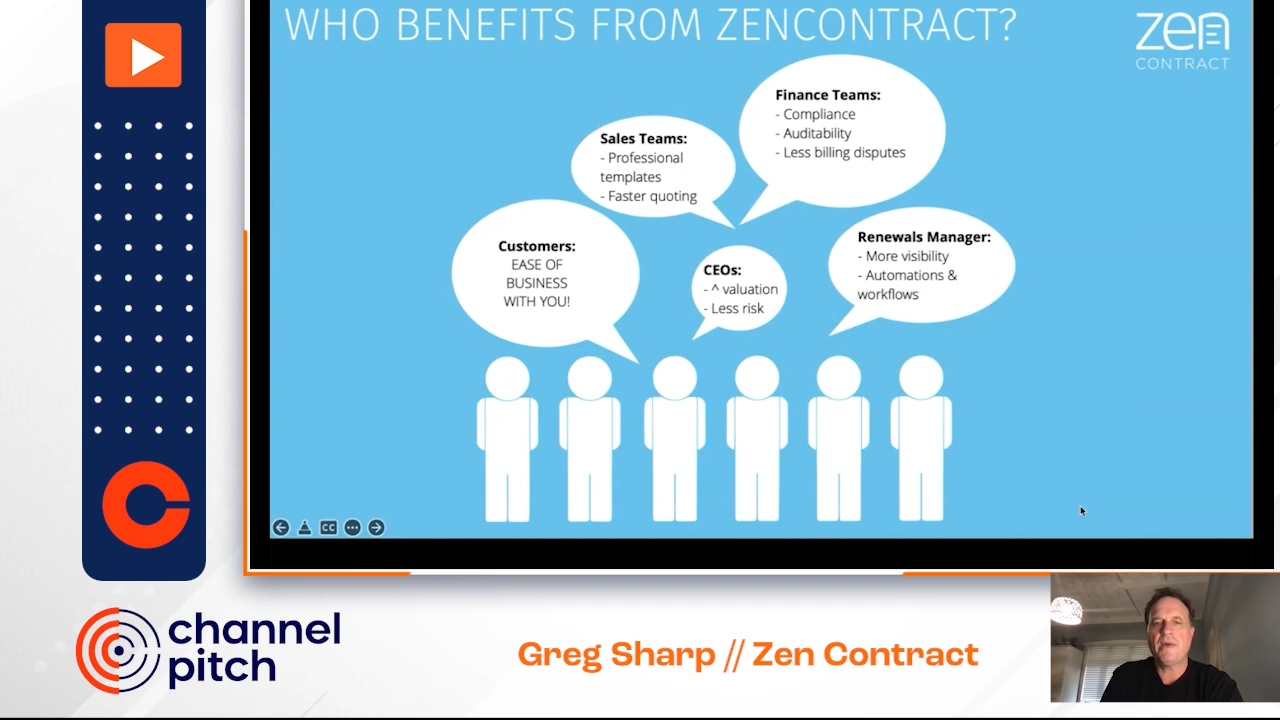 WHO BENEFITS FROM ZENCONTRACT?
zen
CONTRACT
Finance Teams:
- Compliance
- Auditability
- Less billing disputes
Sales Teams:
- Professional
templates
- Faster quoting
Customers:
EASE OF
BUSINESS
WITH YOU!
CEOs:
- ^ valuation
- Less risk
Renewals Manager:
- More visibility
- Automations &
workflows
CC
channel
pitch
Greg Sharp // Zen Contract